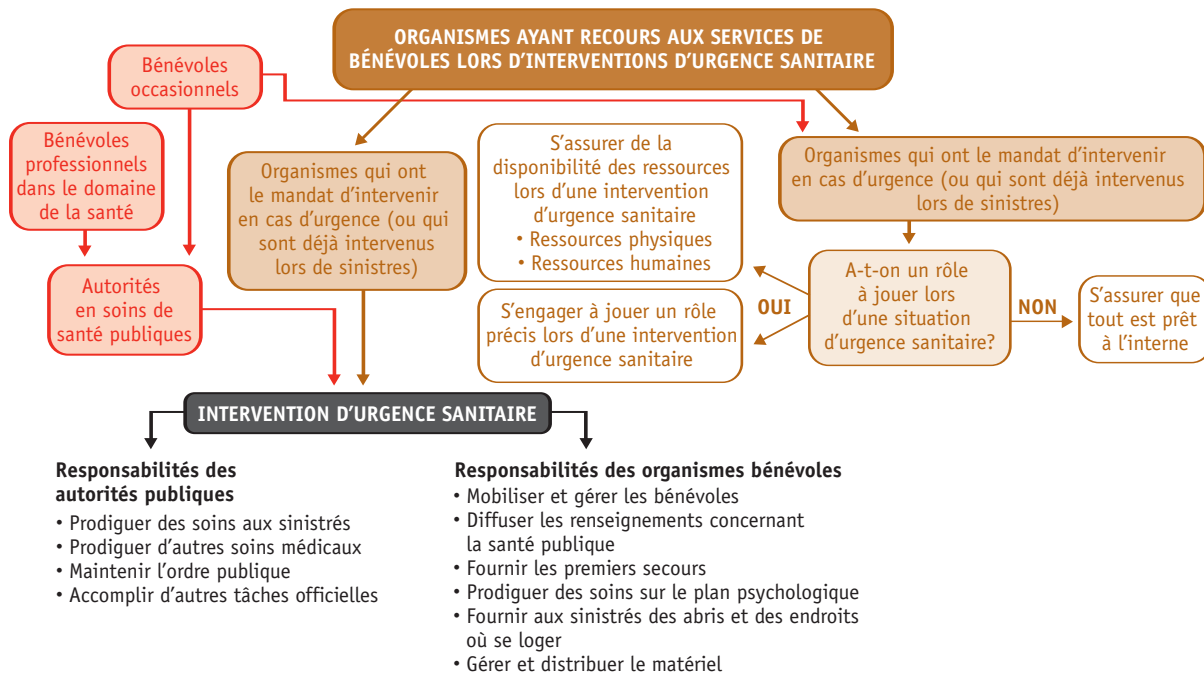 ORGANISMES AYANT RECOURS AUX SERVICES DE
BÉNÉVOLES LORS D'INTERVENTIONS D'URGENCE SANITAIRE
Bénévoles
occasionnels
Bénévoles
professionnels
dans le domaine
de la santé
Autorités
en soins de
santé publiques
Organismes qui ont
le mandat d'intervenir
en cas d'urgence (ou qui
sont déjà intervenus
lors de sinistres)
S'assurer de la
disponibilité des ressources
lors d'une intervention
d'urgence sanitaire
• Ressources physiques
• Ressources humaines
S'engager à jouer un rôle
précis lors d'une intervention
d'urgence sanitaire
Organismes qui ont le mandat d'intervenir
en cas d'urgence (ou qui sont déjà intervenus
lors de sinistres)
OUI
A-t-on un rôle
à jouer lors
d'une situation
d'urgence sanitaire?
NON
S'assurer que
tout est prêt
à l'interne
INTERVENTION D'URGENCE SANITAIRE
Responsabilités des
autorités publiques
• Prodiguer des soins aux sinistrés
• Prodiguer d'autres soins médicaux
• Maintenir l'ordre publique
• Accomplir d'autres tâches officielles
Responsabilités des organismes bénévoles
• Mobiliser et gérer les bénévoles
• Diffuser les renseignements concernant
la santé publique
• Fournir les premiers secours
• Prodiguer des soins sur le plan psychologique
• Fournir aux sinistrés des abris et des endroits
où se loger
• Gérer et distribuer le matériel